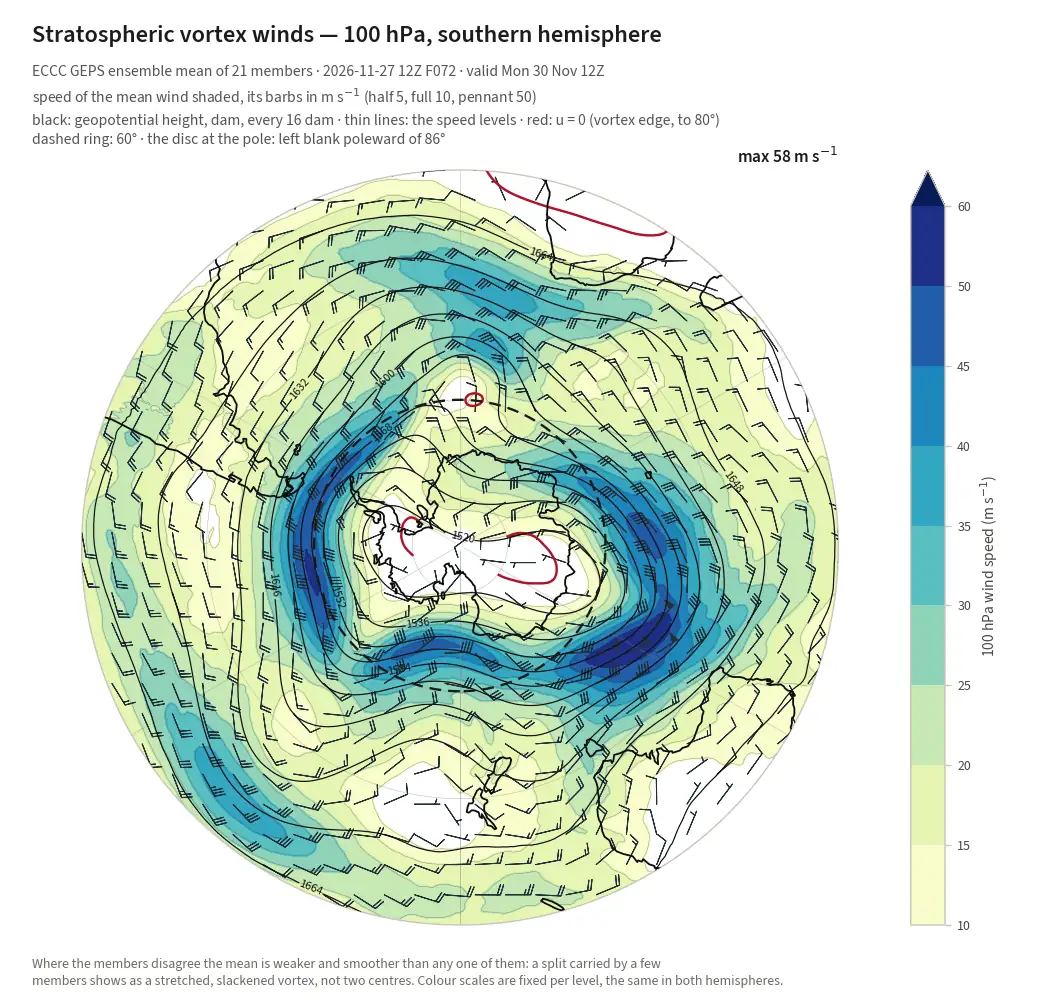 Stratospheric vortex winds — 100 hPa, southern hemisphere
ECCC GEPS ensemble mean of 21 members · 2026-11-27 12Z F072 · valid Mon 30 Nov 12Z
speed of the mean wind shaded, its barbs in m s⁻¹ (half 5, full 10, pennant 50)
black: geopotential height, dam, every 16 dam · thin lines: the speed levels · red: u = 0 (vortex edge, to 80°)
dashed ring: 60° · the disc at the pole: left blank poleward of 86°
max 58 m s⁻¹
60
50
45
40
35
30
25
20
15
10
100 hPa wind speed (m s⁻¹)
1664
1600
1632
1648
1520
1552
1536
1664
Where the members disagree the mean is weaker and smoother than any one of them: a split carried by a few
members shows as a stretched, slackened vortex, not two centres. Colour scales are fixed per level, the same in both hemispheres.